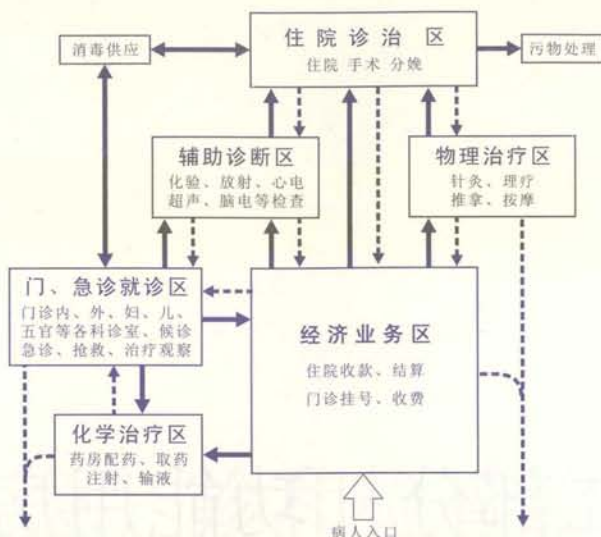 消毒供应
住院诊治 区
住院 手术 分娩
污物处理
辅助诊断区
化验、放射、心电
超声、脑电等检查
物理治疗区
针灸、理疗
推拿、按摩
门、急诊就诊区
门诊内、外、妇、儿、
五官等各科诊室、候诊
急诊、抢救、治疗观察
经济业务区
住院收款、结算
门诊挂号、收费
化学治疗区
药房配药、取药
注射、输液
病人入口